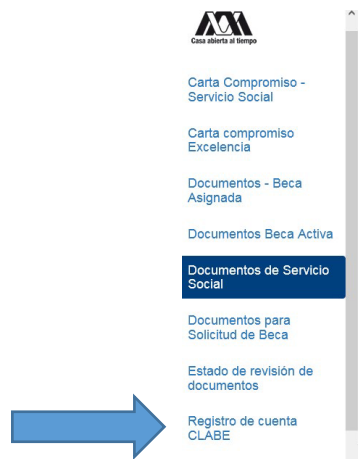 Casa abierta al tiempo
Carta Compromiso -
Servicio Social
Carta compromiso
Excelencia
Documentos - Beca
Asignada
Documentos Beca Activa
Documentos de Servicio
Social
Documentos para
Solicitud de Beca
Estado de revisión de
documentos
Registro de cuenta
CLABE